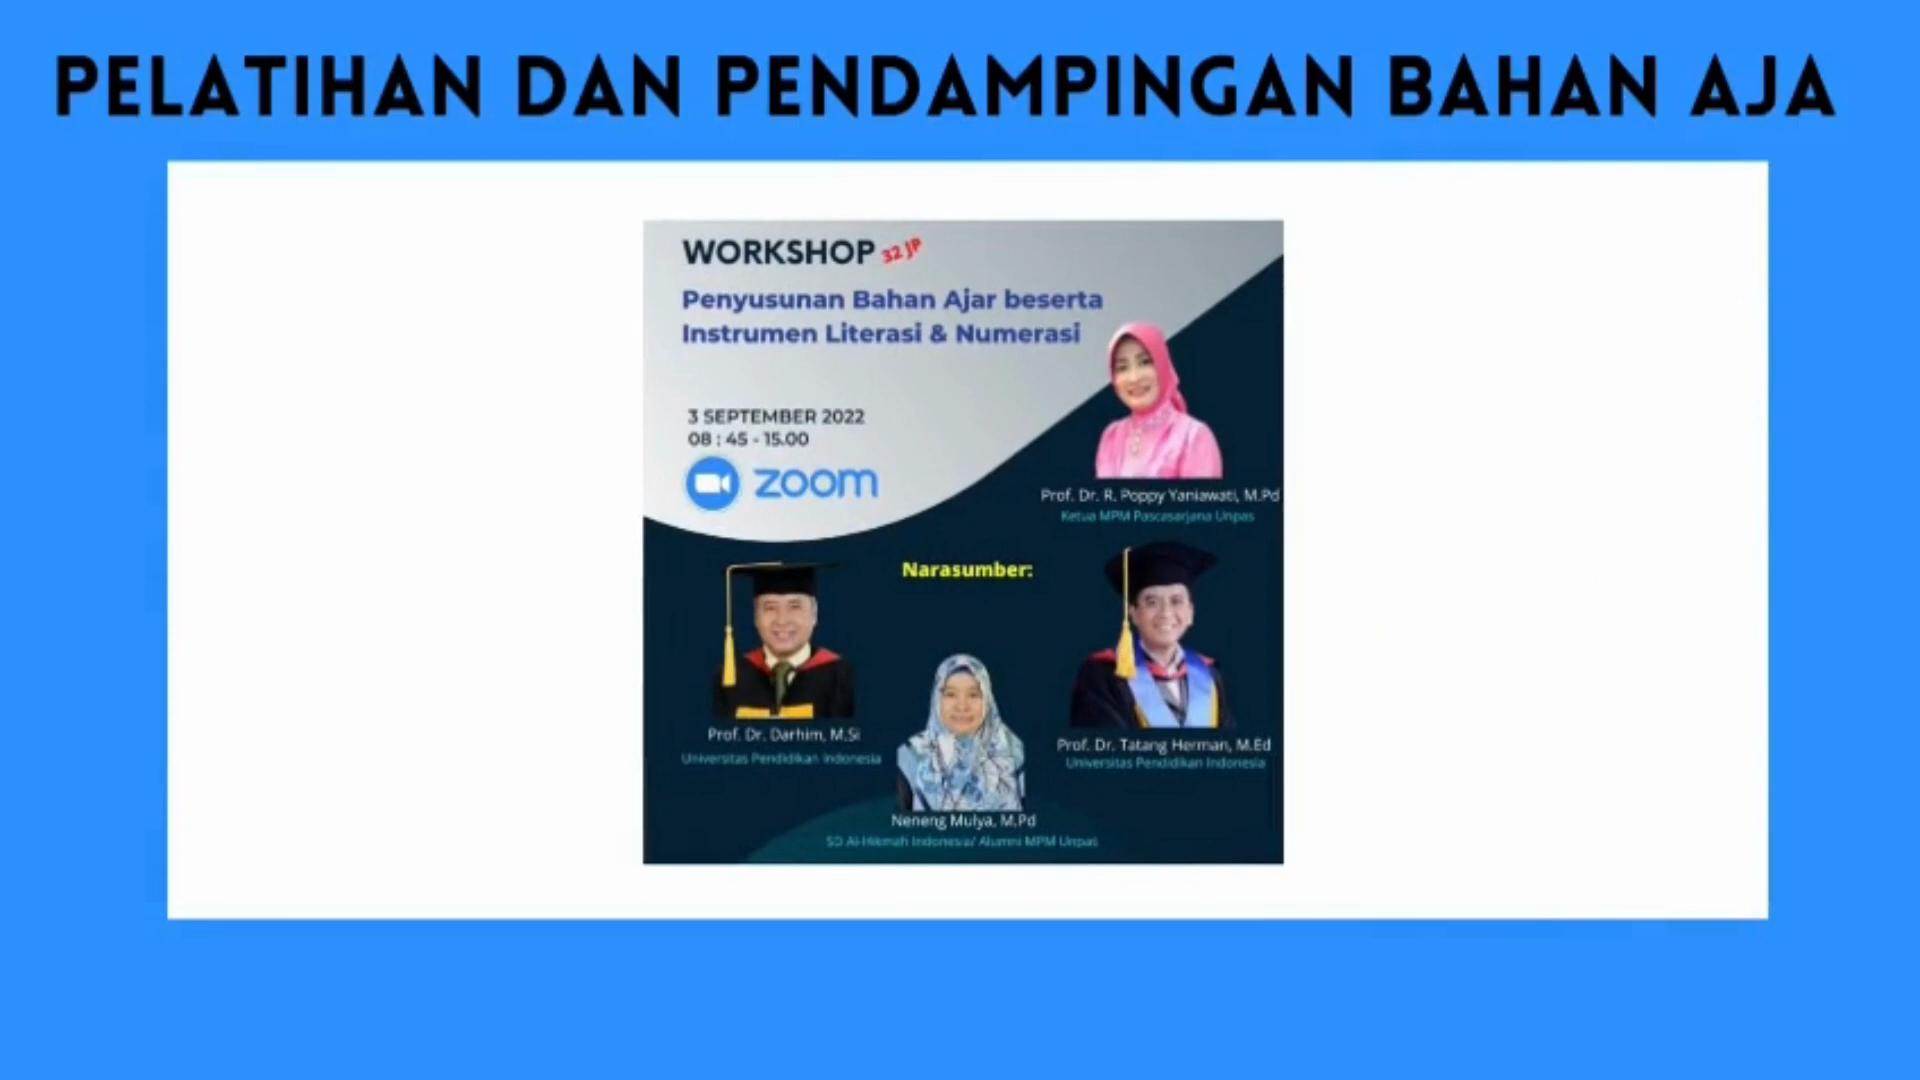 PELATIHAN DAN PENDAMPINGAN BAHAN AJA
WORKSHOP 32 JP
Penyusunan Bahan Ajar beserta
Instrumen Literasi & Numerasi
3 SEPTEMBER 2022
08 : 45 - 15.00
zoom
Prof. Dr. R. Poppy Yaniawati, M.Pd
Ketua MPM Pascasarjana Unpas
Narasumber:
Prof. Dr. Darhim, M.Si
Universitas Pendidikan Indonesia
Prof. Dr. Tatang Herman, M.Ed
Universitas Pendidikan Indonesia
Neneng Mulya, M.Pd
SD Al-Hikmah Indonesia/ Alumni MPM Unpas